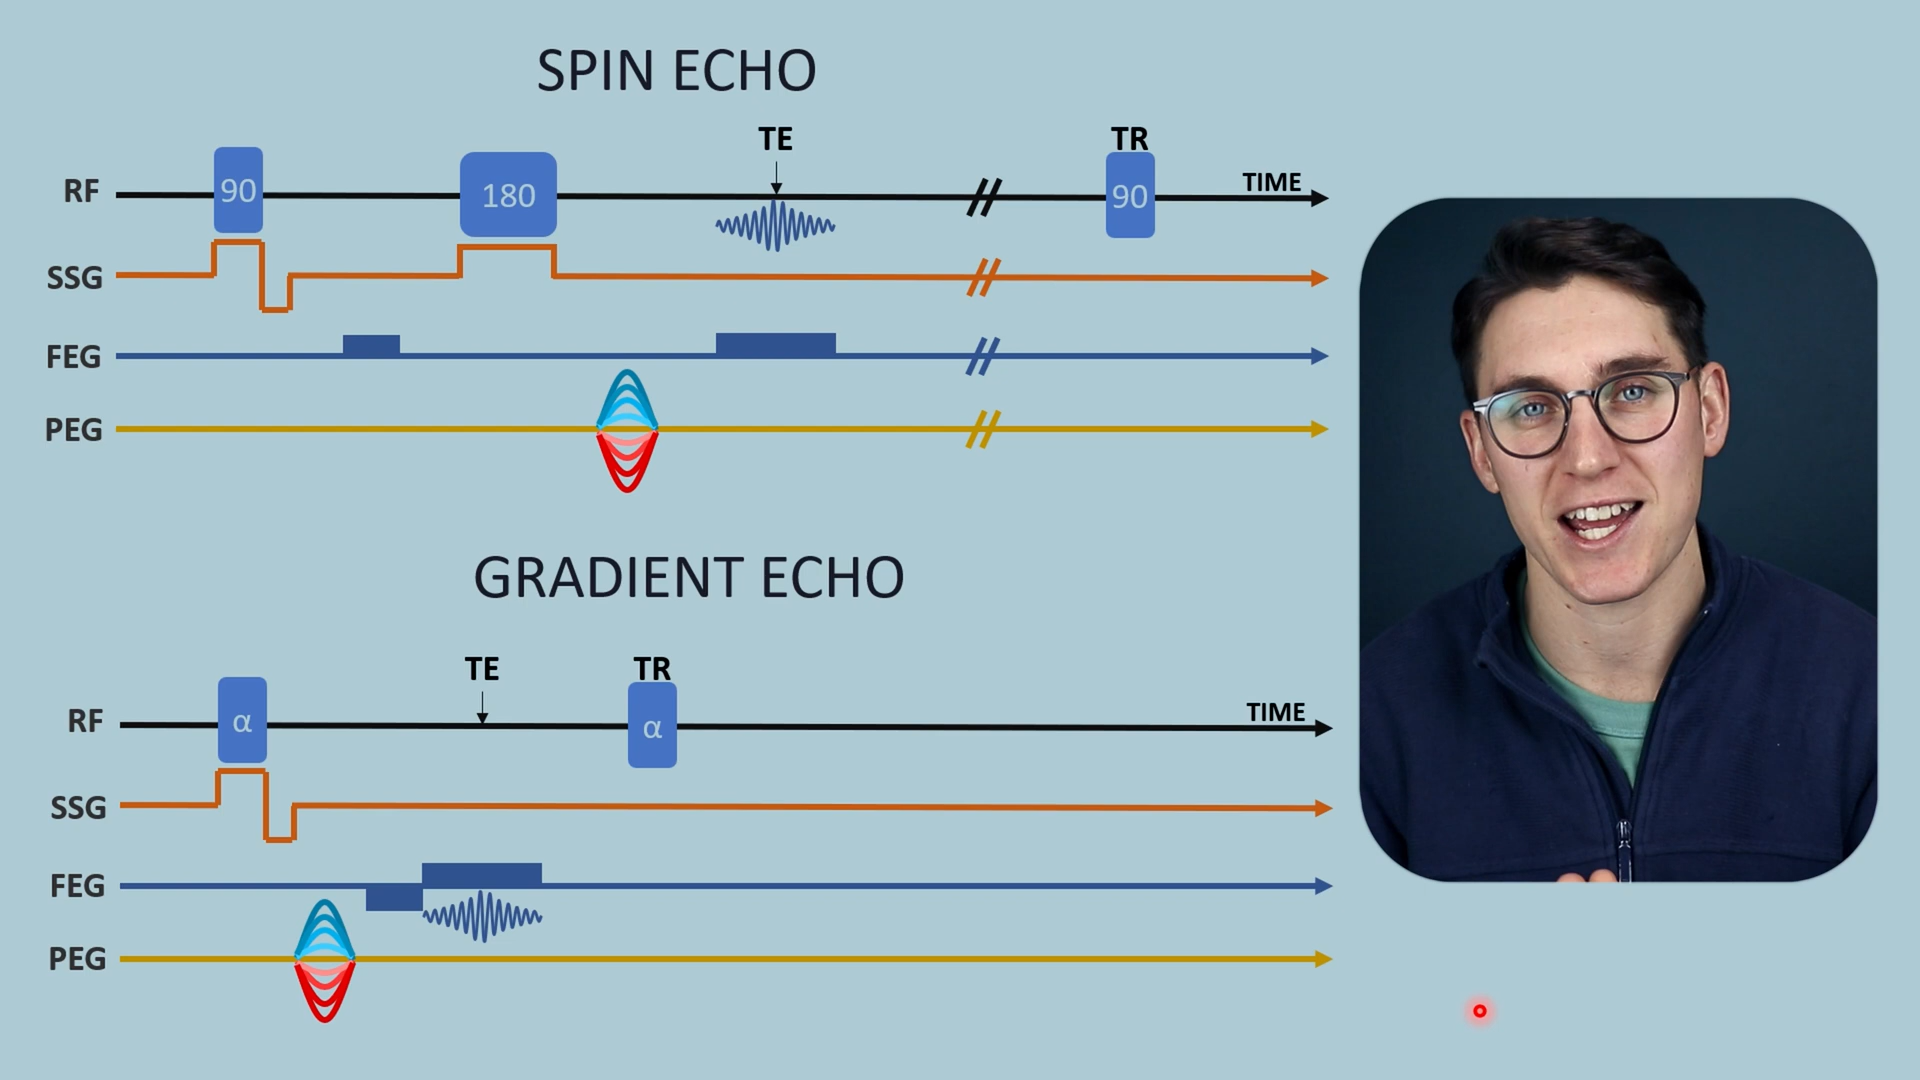 SPIN ECHO
TE
TR
RF
90
180
90
TIME
SSG
FEG
PEG
GRADIENT ECHO
TE
TR
RF
α
α
TIME
SSG
FEG
PEG